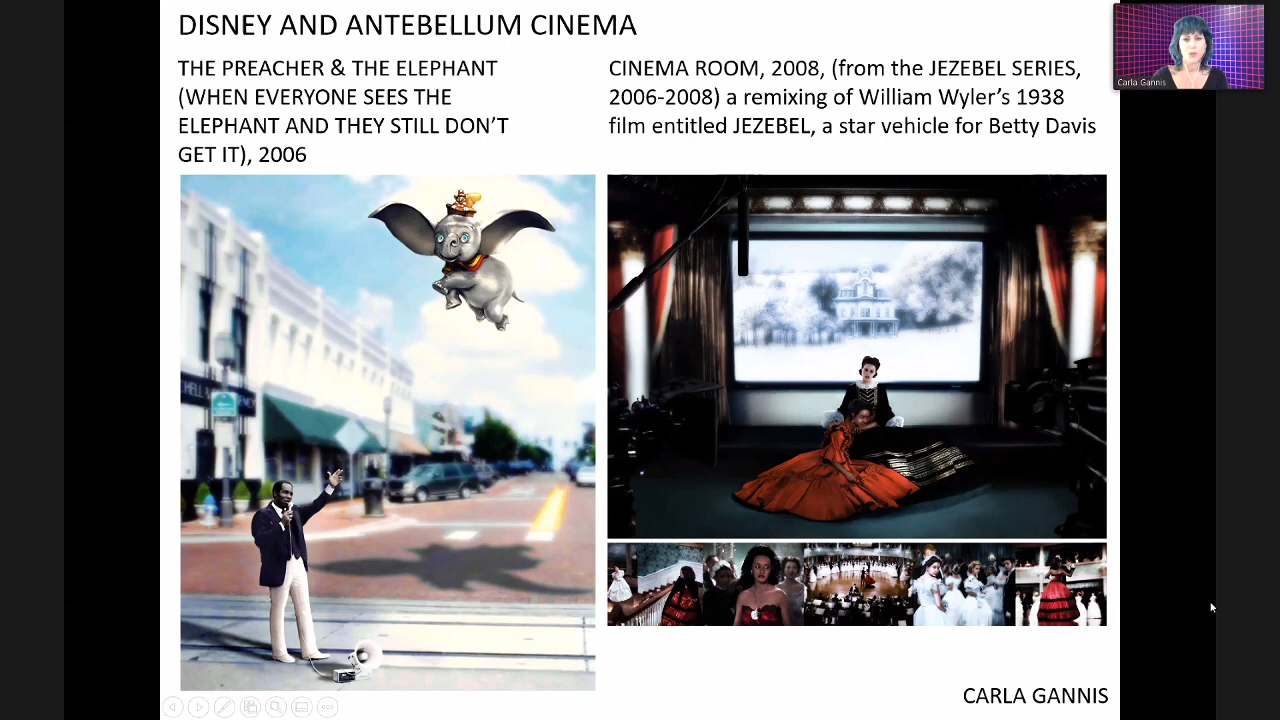 DISNEY AND ANTEBELLUM CINEMA
THE PREACHER & THE ELEPHANT
(WHEN EVERYONE SEES THE
ELEPHANT AND THEY STILL DON'T
GET IT), 2006
CINEMA ROOM, 2008, (from the JEZEBEL SERIES,
2006-2008) a remixing of William Wyler's 1938
film entitled JEZEBEL, a star vehicle for Betty Davis
Carla Gannis
CARLA GANNIS